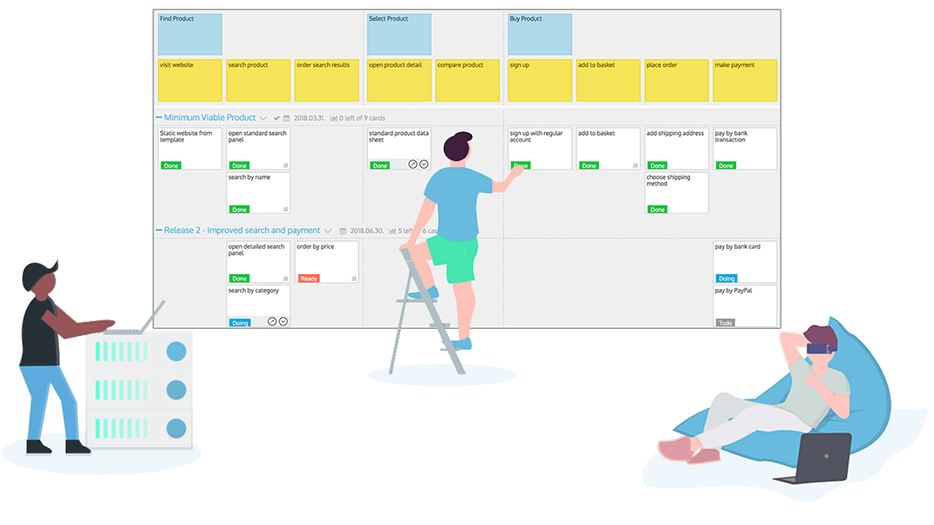 Find Product
Select Product
Buy Product
visit website
search product
order search results
open product detail
compare product
sign up
add to basket
place order
make payment
Minimum Viable Product
2018.03.31.
0 left of 9 cards
Static website from
template
Done
open standard search
panel
Done
standard product data
sheet
Done
sign up with regular
account
Done
add to basket
Done
add shipping address
Done
pay by bank
transaction
Done
search by name
Done
choose shipping
method
Done
Release 2 - Improved search and payment
2018.06.30.
5 left
6
open detailed search
panel
Done
order by price
Ready
pay by bank card
Doing
search by category
Doing
pay by PayPal
Todo